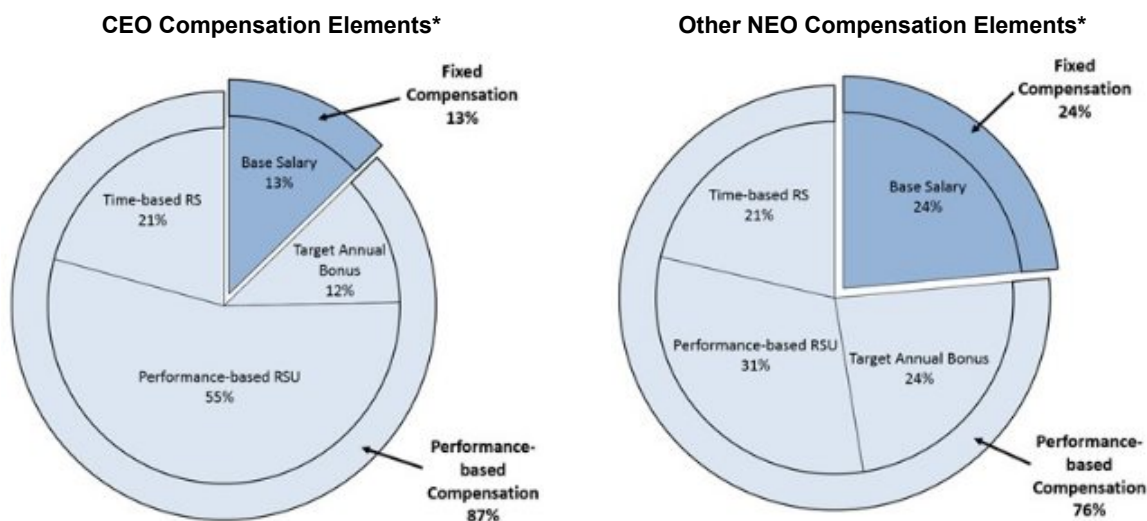 CEO Compensation Elements*
Fixed
Compensation
13%
Base Salary
13%
Time-based RS
21%
Target Annual
Bonus
12%
Performance-based RSU
55%
Performance-
based
Compensation
87%
Other NEO Compensation Elements*
Fixed
Compensation
24%
Base Salary
24%
Time-based RS
21%
Performance-based RSU
31%
Target Annual Bonus
24%
Performance-
based
Compensation
76%